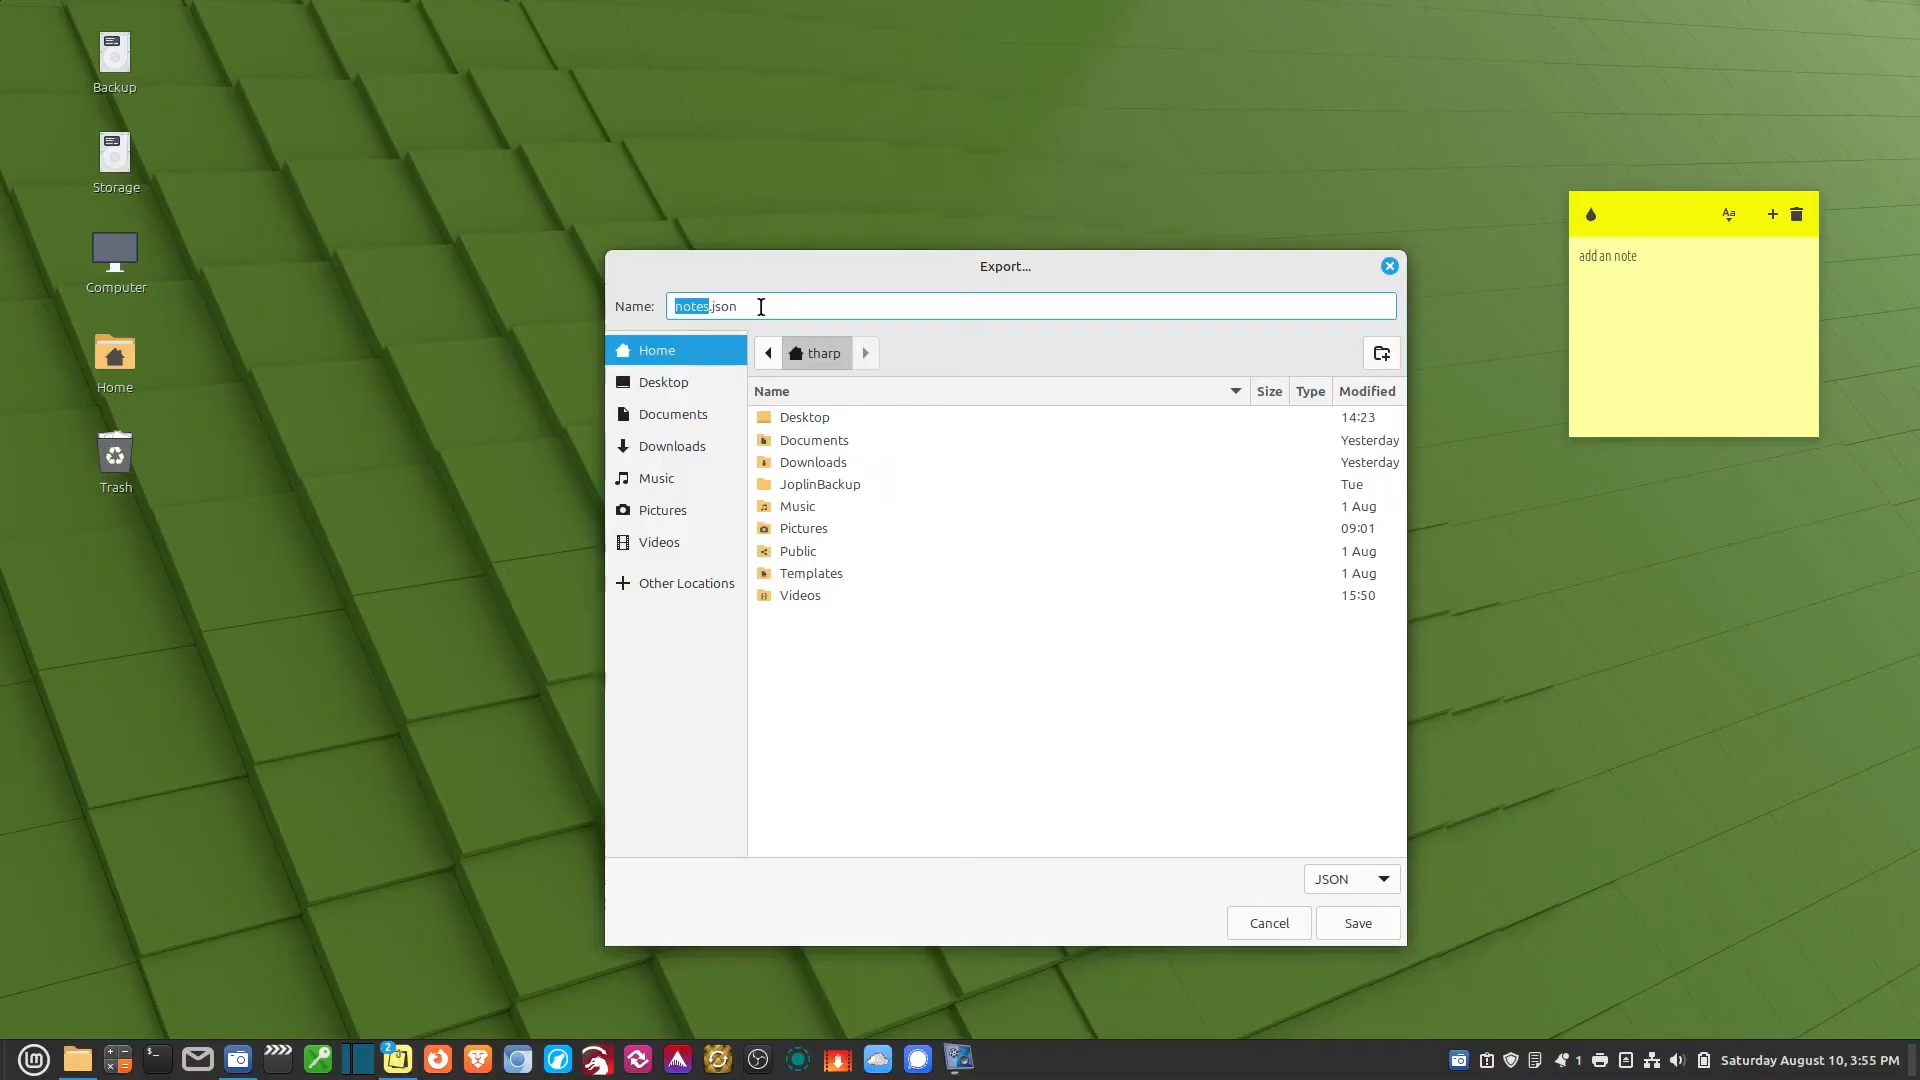 Backup
Storage
Computer
Home
Trash
Aa
add an note
Export...
Name: notes.json
Home
Desktop
Documents
Downloads
Music
Pictures
Videos
Other Locations
tharp
Name Size Type Modified
Desktop 14:23
Documents Yesterday
Downloads Yesterday
JoplinBackup Tue
Music 1 Aug
Pictures 09:01
Public 1 Aug
Templates 1 Aug
Videos 15:50
JSON
Cancel Save
2
1 Saturday August 10, 3:55 PM